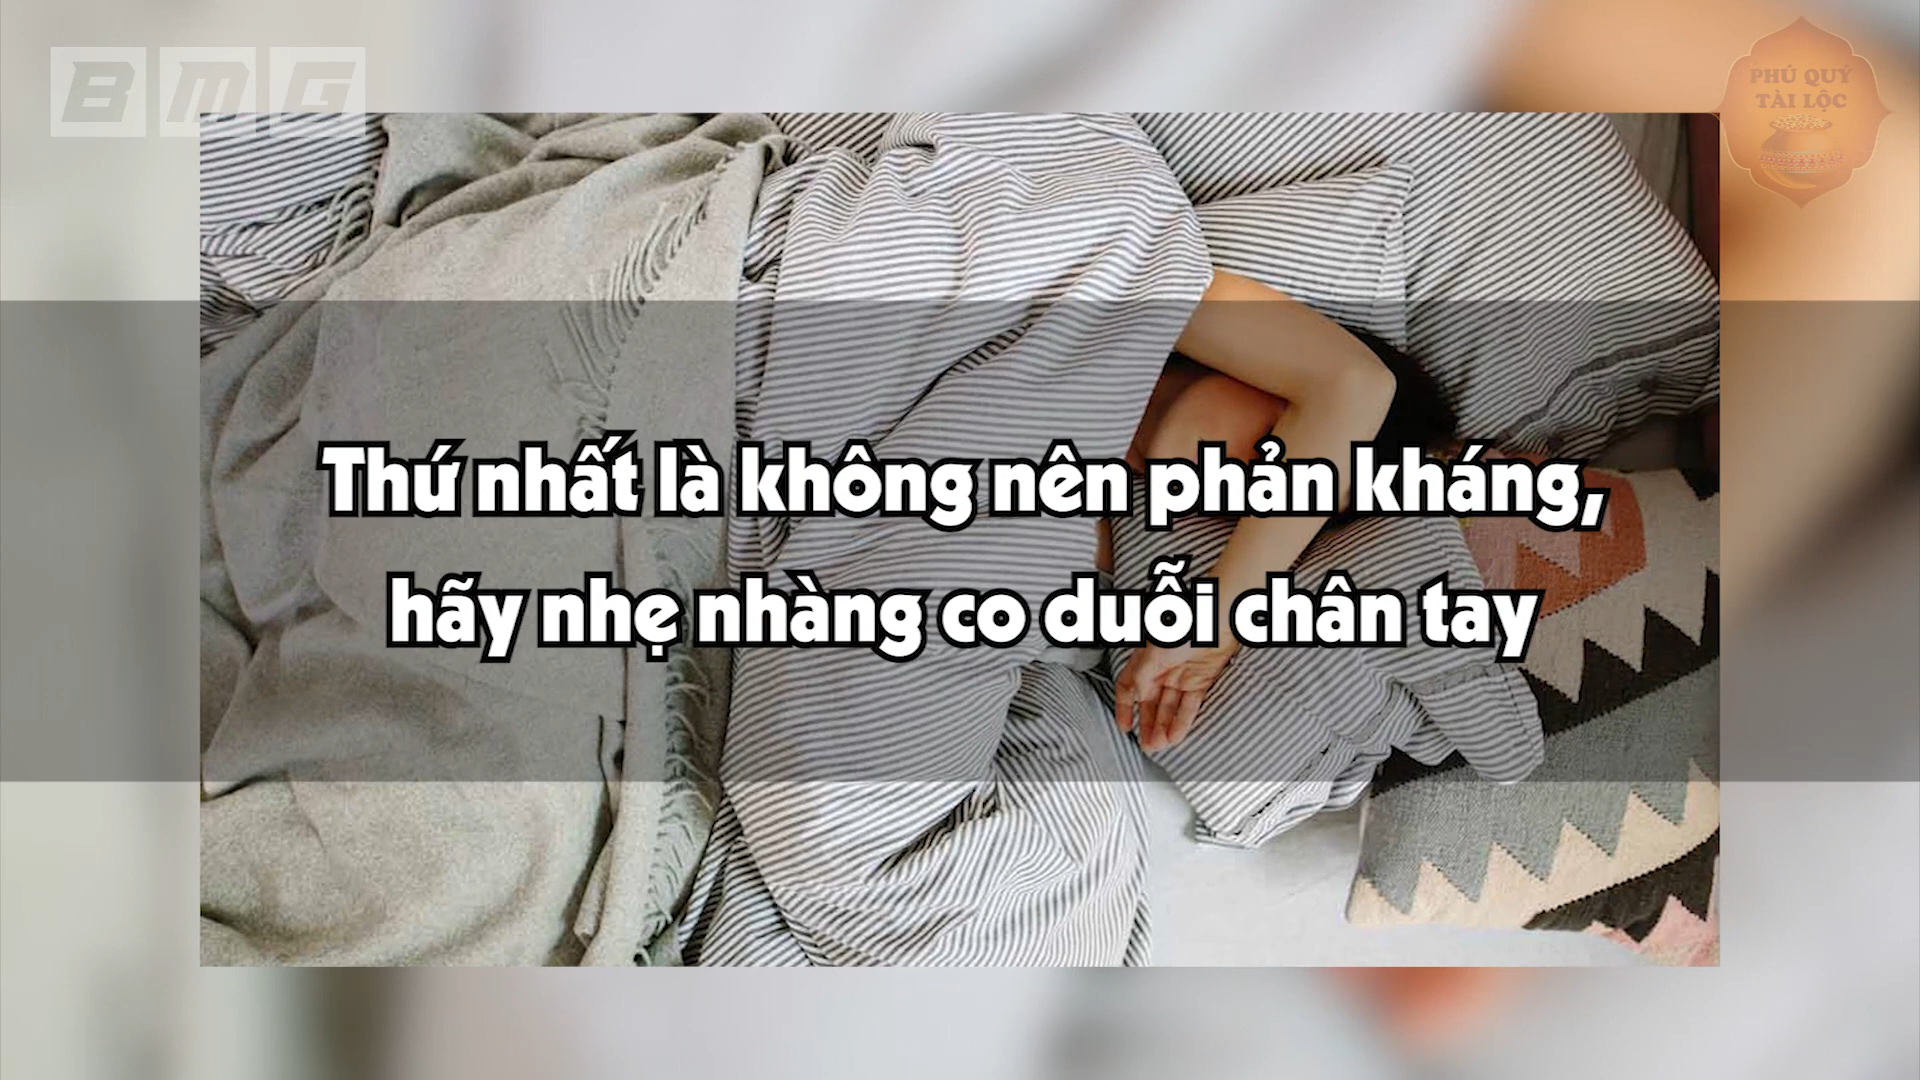 BMG
PHÚ QUÝ
TÀI LỘC
Thứ nhất là không nên phản kháng,
hãy nhẹ nhàng co duỗi chân tay